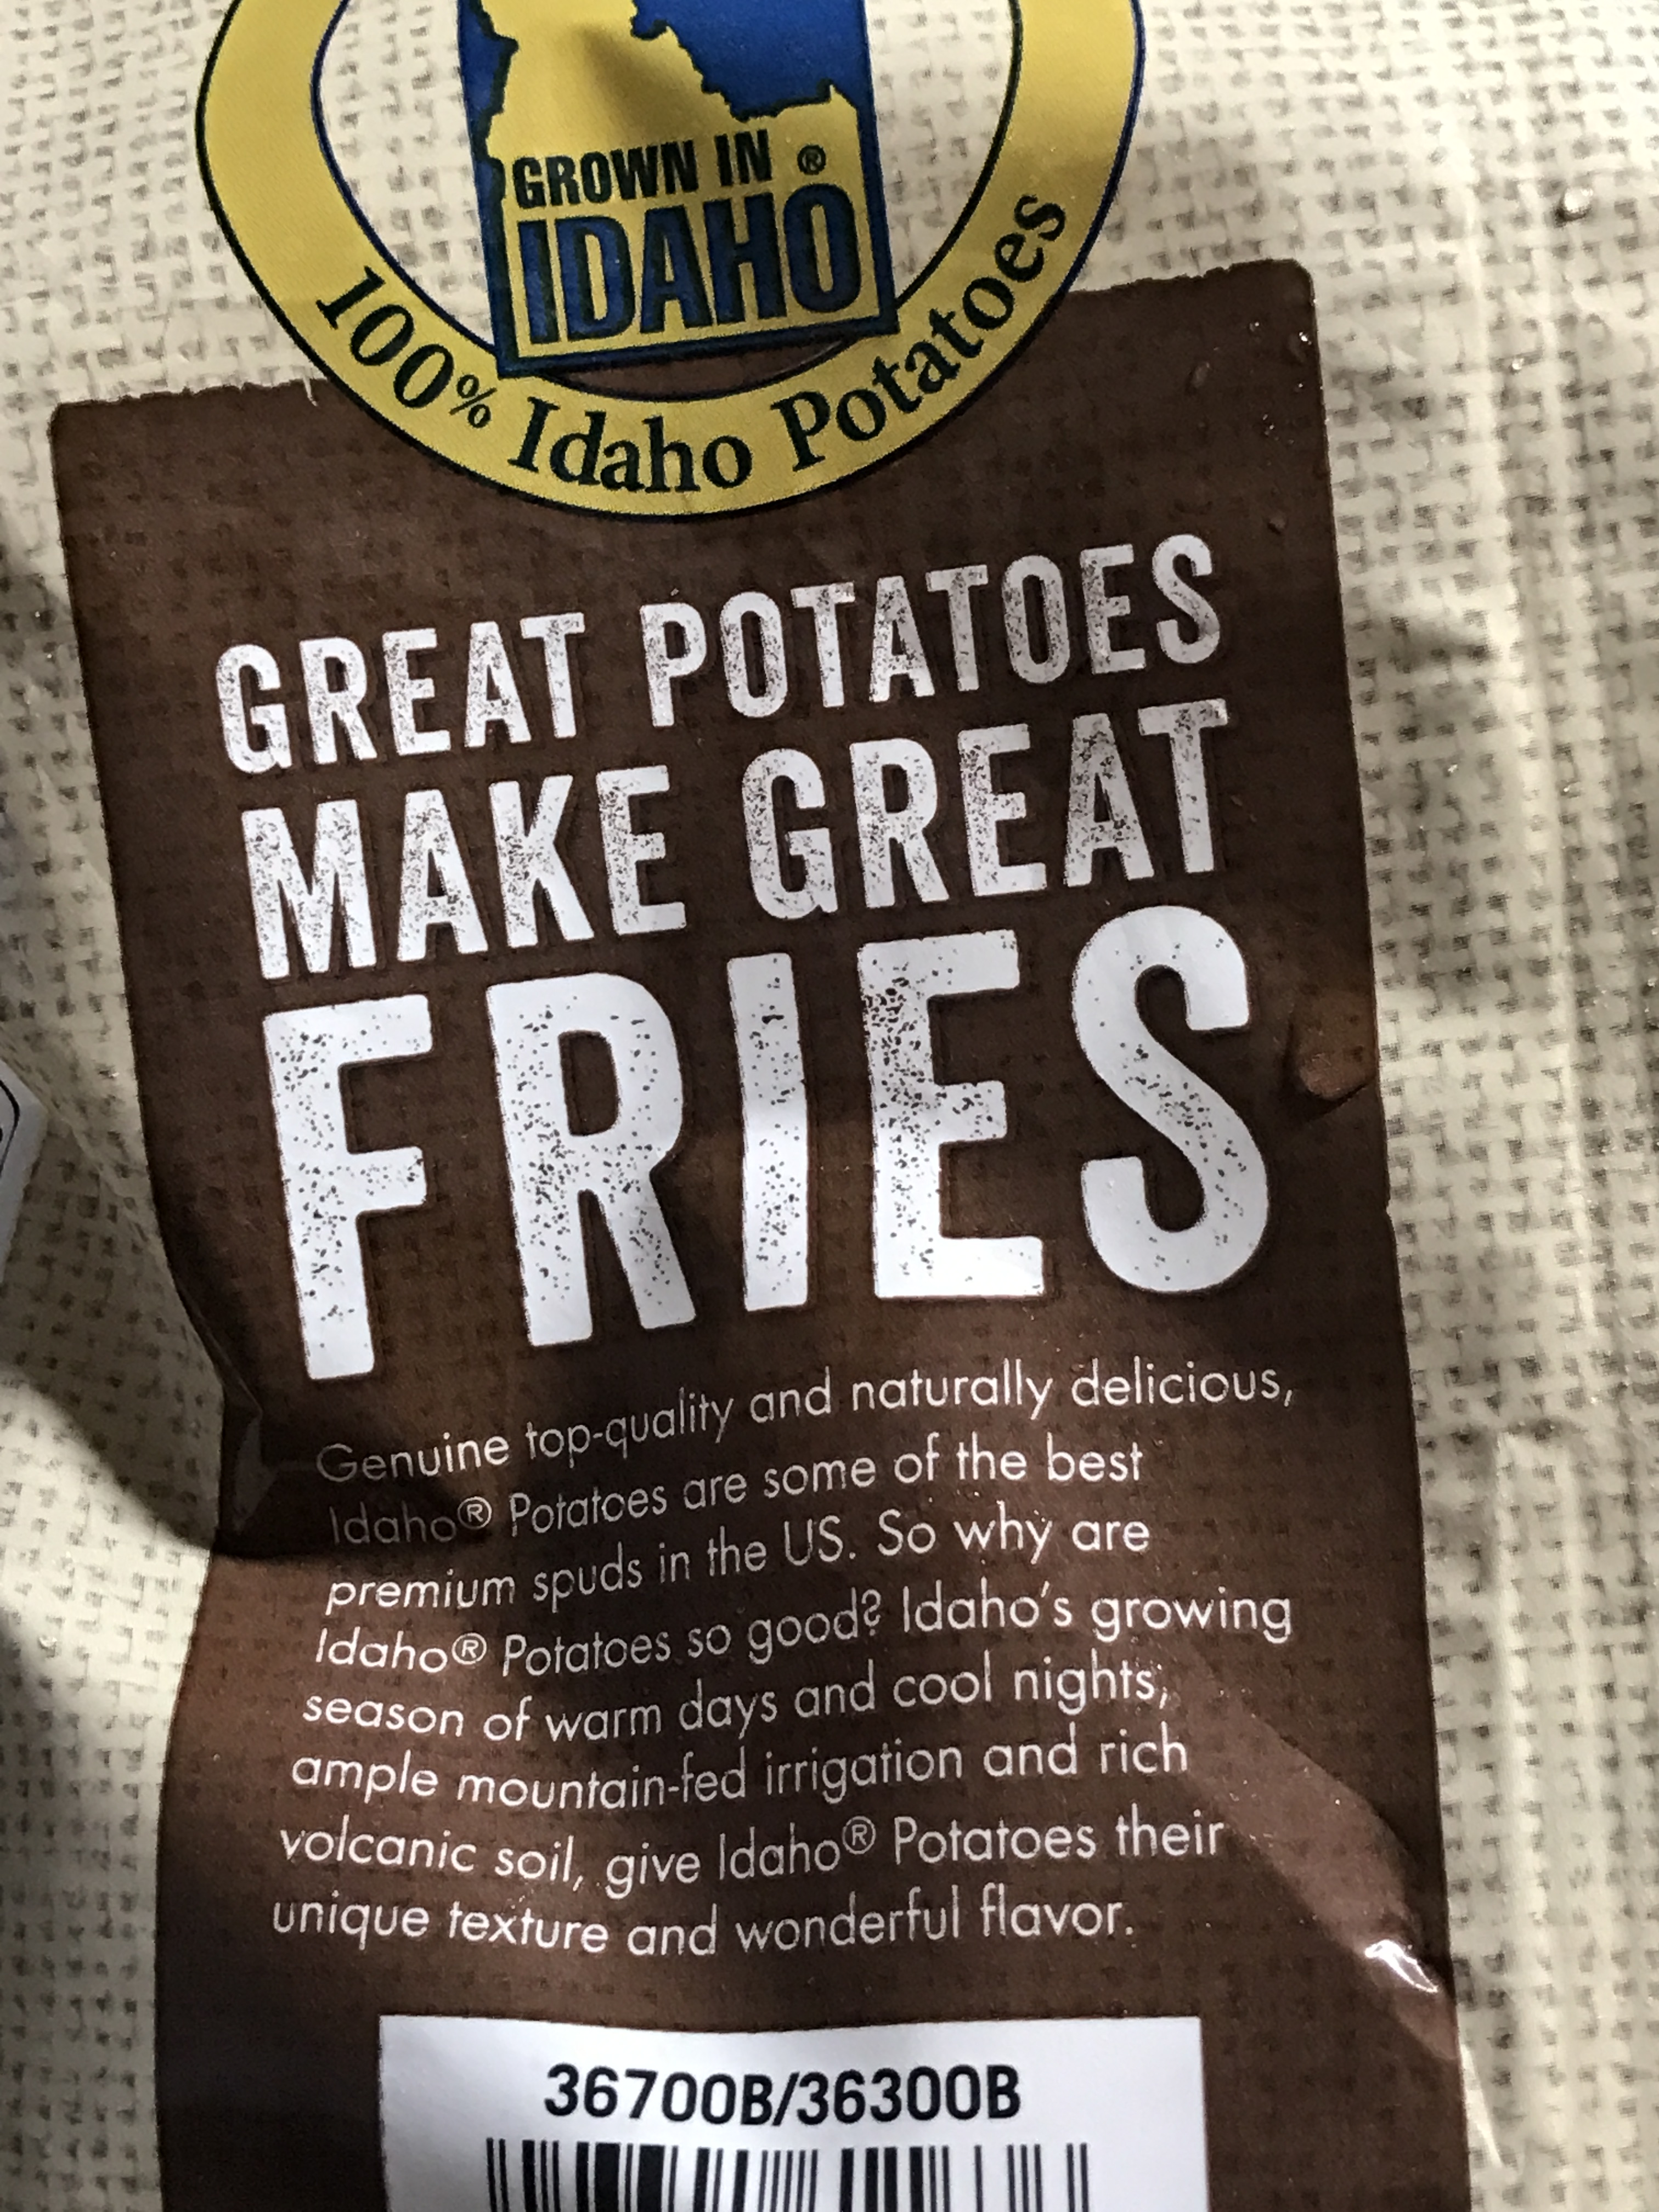 GROWN IN ®
IDAHO
100% Idaho Potatoes
GREAT POTATOES
MAKE GREAT
FRIES
Genuine top-quality and naturally delicious,
Idaho® Potatoes are some of the best
premium spuds in the US. So why are
Idaho® Potatoes so good? Idaho's growing
season of warm days and cool nights,
ample mountain-fed irrigation and rich
volcanic soil, give Idaho® Potatoes their
unique texture and wonderful flavor.
36700B/36300B